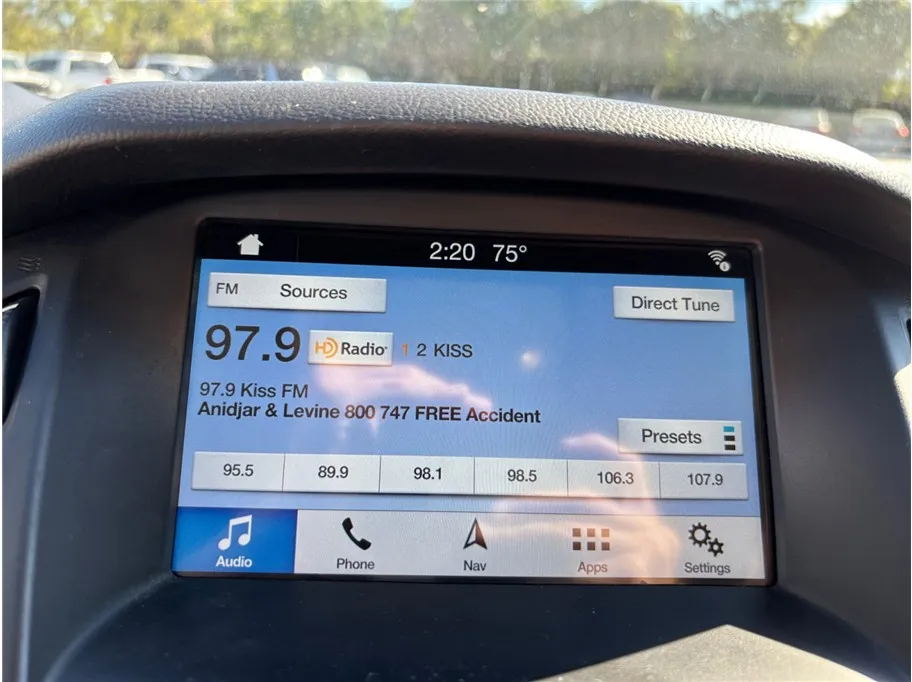 2:20 75°
FM Sources
Direct Tune
97.9 HD Radio 1 2 KISS
97.9 Kiss FM
Anidjar & Levine 800 747 FREE Accident
Presets
95.5 89.9 98.1 98.5 106.3 107.9
Audio Phone Nav Apps Settings